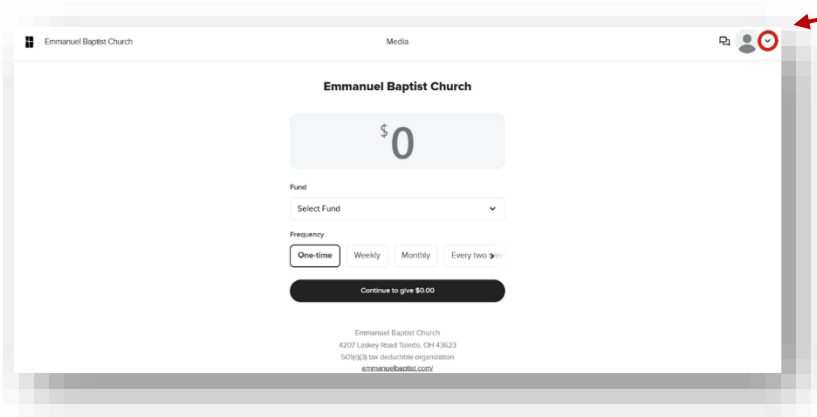 Emmanuel Baptist Church
Media
Emmanuel Baptist Church
$0
Fund
Select Fund
Frequency
One-time Weekly Monthly Every two
Continue to give $0.00
Emmanuel Baptist Church
4207 Laskey Road Toledo, OH 43623
501(c)(3) tax deductible organization
emmanuelbaptist.com/